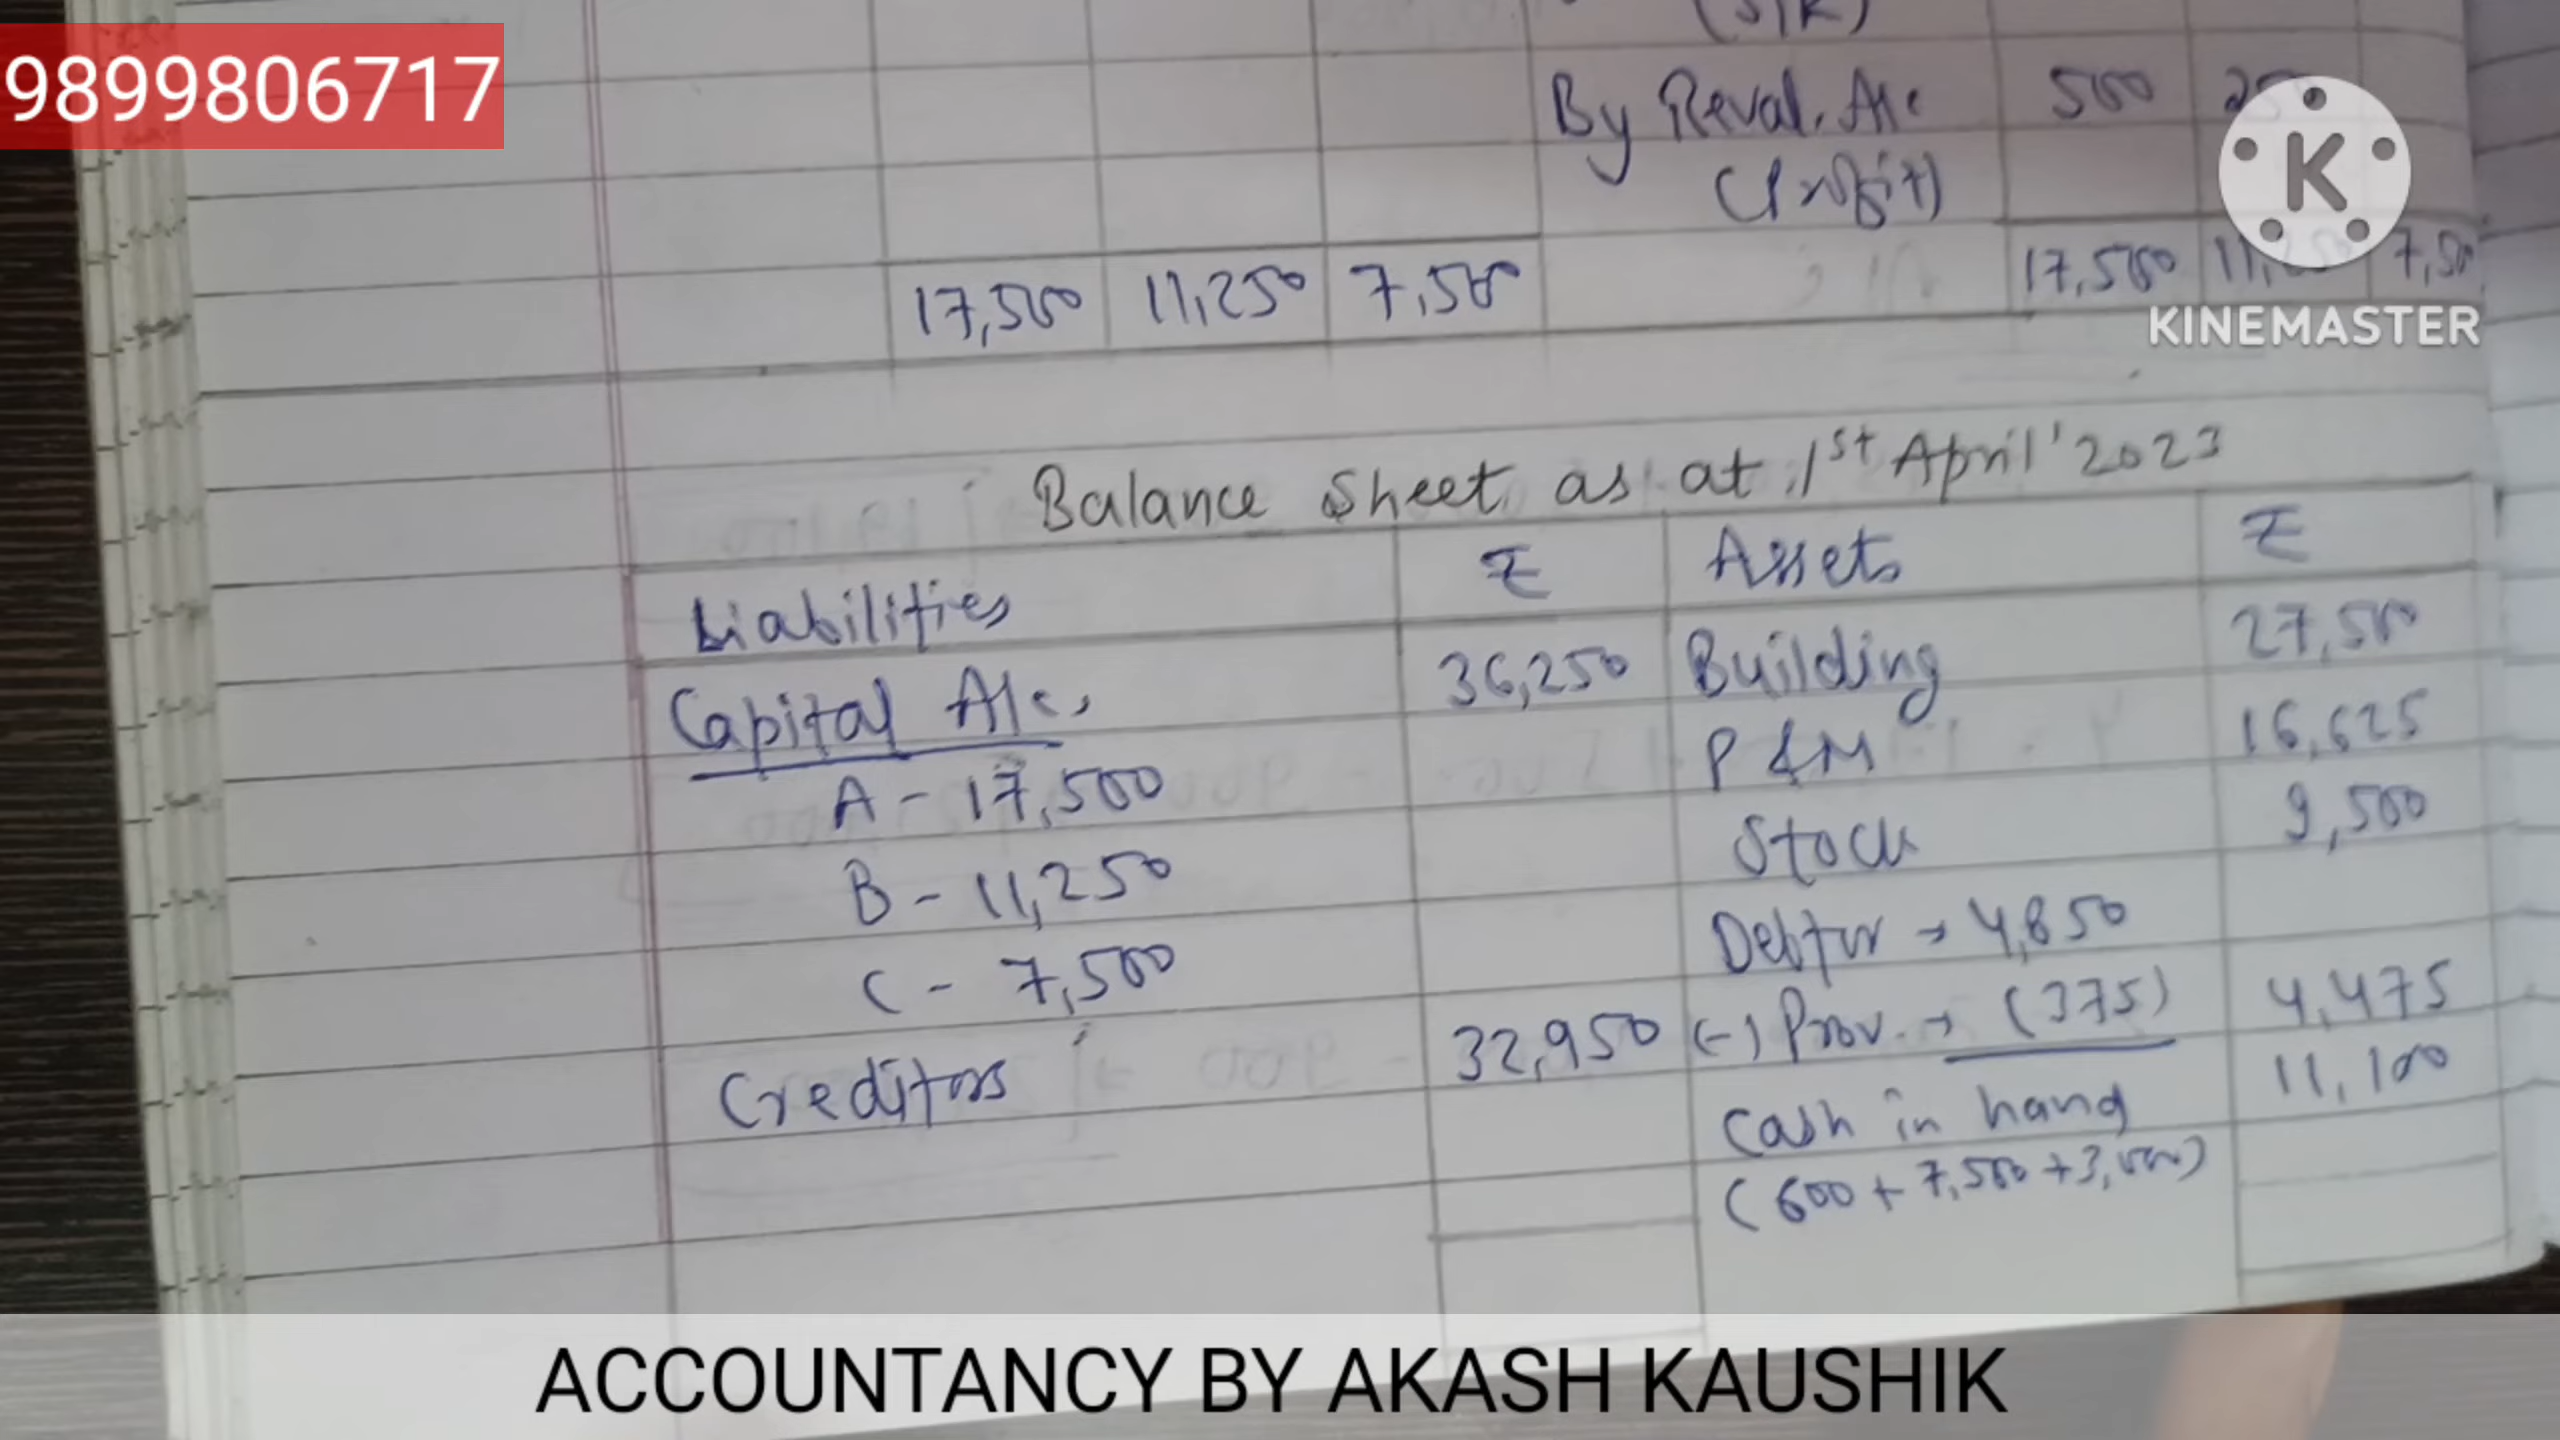 9899806717
By Reval. A/c 500
(Profit)
17,500 11,250 7,500 17,500
KINEMASTER
Balance Sheet as at 1st April' 2023
Liabilities ₹ Assets ₹
Capital A/c, 36,250 Building 27,500
A - 17,500 P & M 16,625
B - 11,250 Stock 9,500
C - 7,500 Debtor → 4,850
Creditors 32,950 (-) Prov. → (375) 4,475
Cash in hand 11,100
(600 + 7,500 + 3,000)
ACCOUNTANCY BY AKASH KAUSHIK